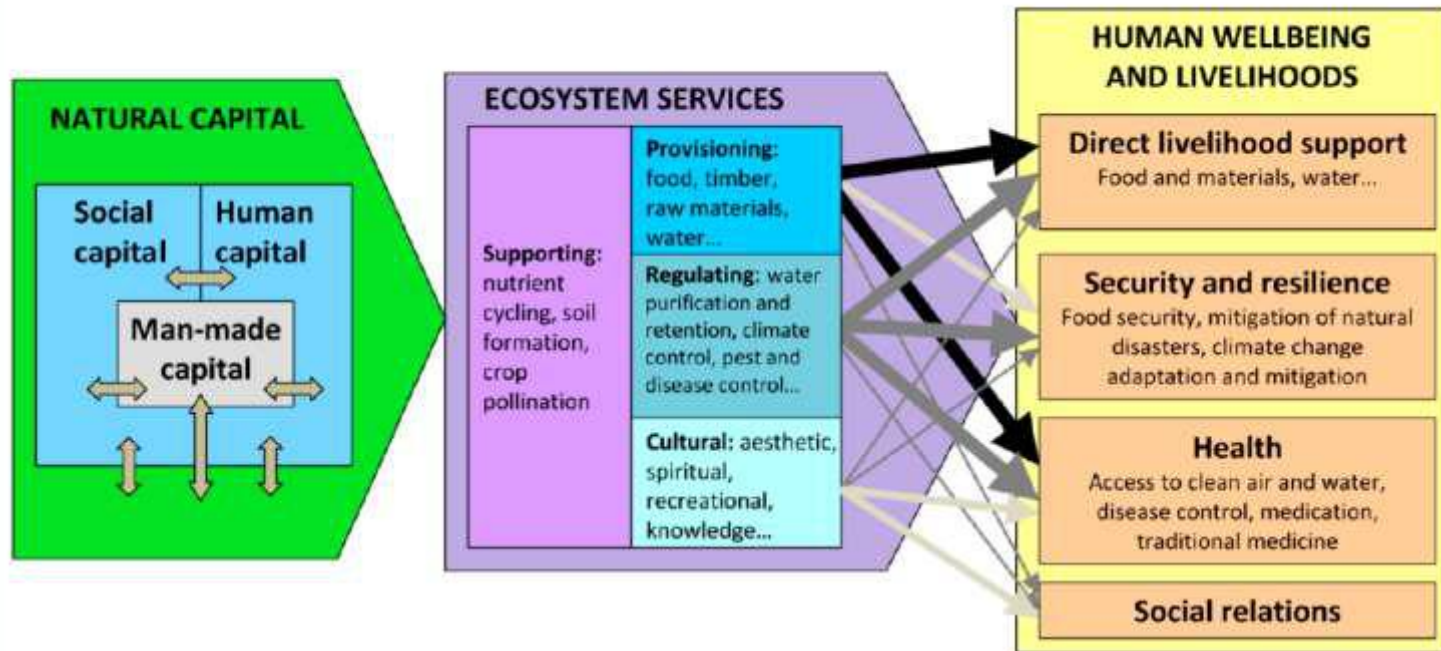 NATURAL CAPITAL
Social
capital
Human
capital
Man-made
capital
ECOSYSTEM SERVICES
Supporting:
nutrient
cycling, soil
formation,
crop
pollination
Provisioning:
food, timber,
raw materials,
water...
Regulating: water
purification and
retention, climate
control, pest and
disease control...
Cultural: aesthetic,
spiritual,
recreational,
knowledge...
HUMAN WELLBEING
AND LIVELIHOODS
Direct livelihood support
Food and materials, water...
Security and resilience
Food security, mitigation of natural
disasters, climate change
adaptation and mitigation
Health
Access to clean air and water,
disease control, medication,
traditional medicine
Social relations